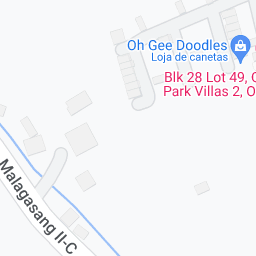 Oh Gee Doodles
Loja de canetas
Blk 28 Lot 49,
Park Villas 2,
Malagasang II-C